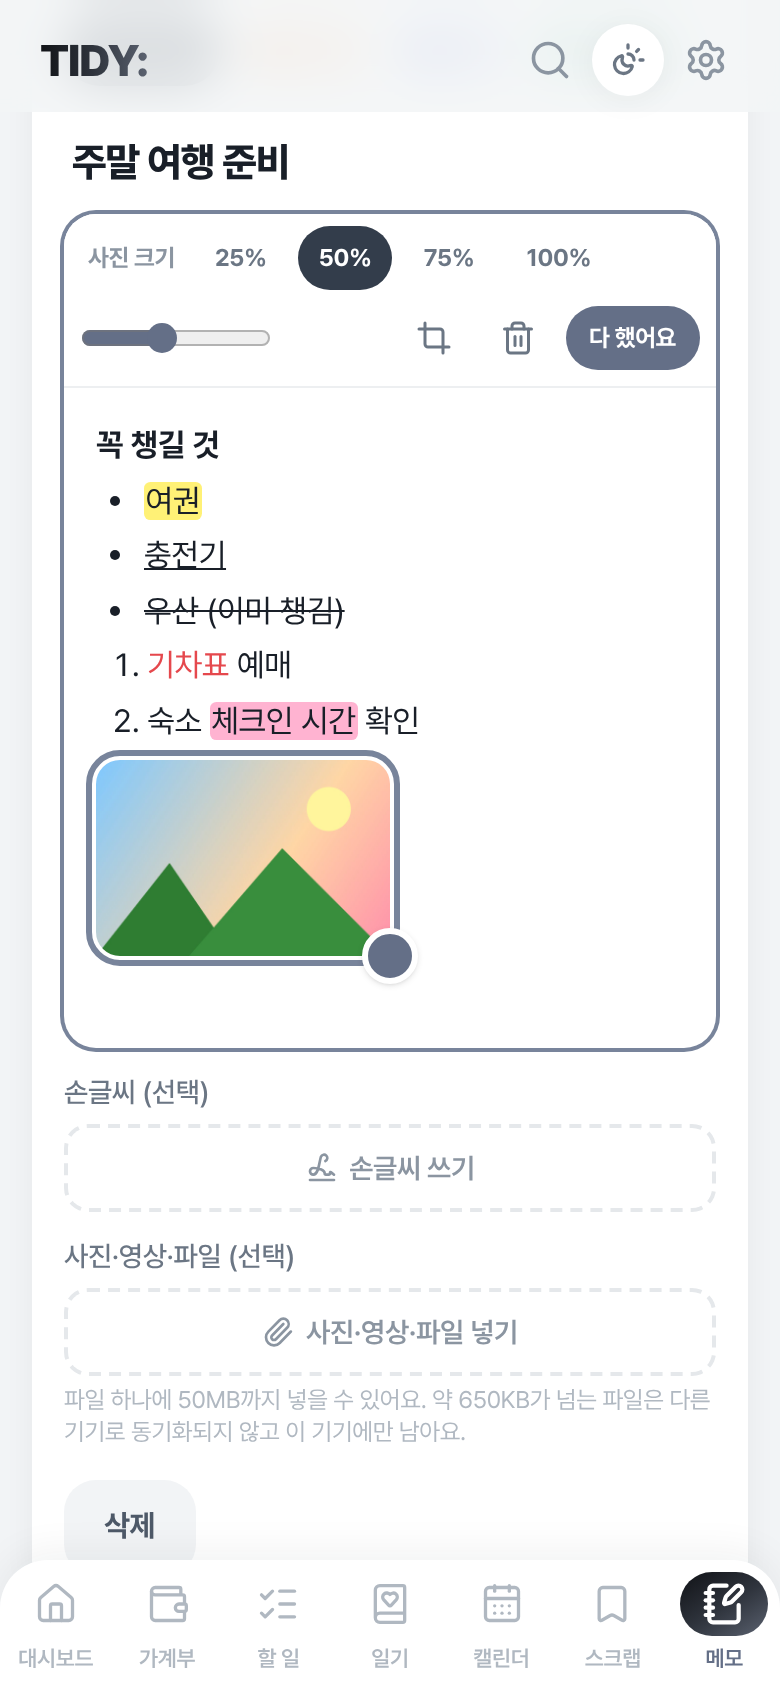 TIDY:
주말 여행 준비
사진 크기 25% 50% 75% 100%
다 했어요
꼭 챙길 것
• 여권
• 충전기
• 우산 (이미 챙김)
1. 기차표 예매
2. 숙소 체크인 시간 확인
손글씨 (선택)
손글씨 쓰기
사진·영상·파일 (선택)
사진·영상·파일 넣기
파일 하나에 50MB까지 넣을 수 있어요. 약 650KB가 넘는 파일은 다른
기기로 동기화되지 않고 이 기기에만 남아요.
삭제
대시보드 가계부 할 일 일기 캘린더 스크랩 메모